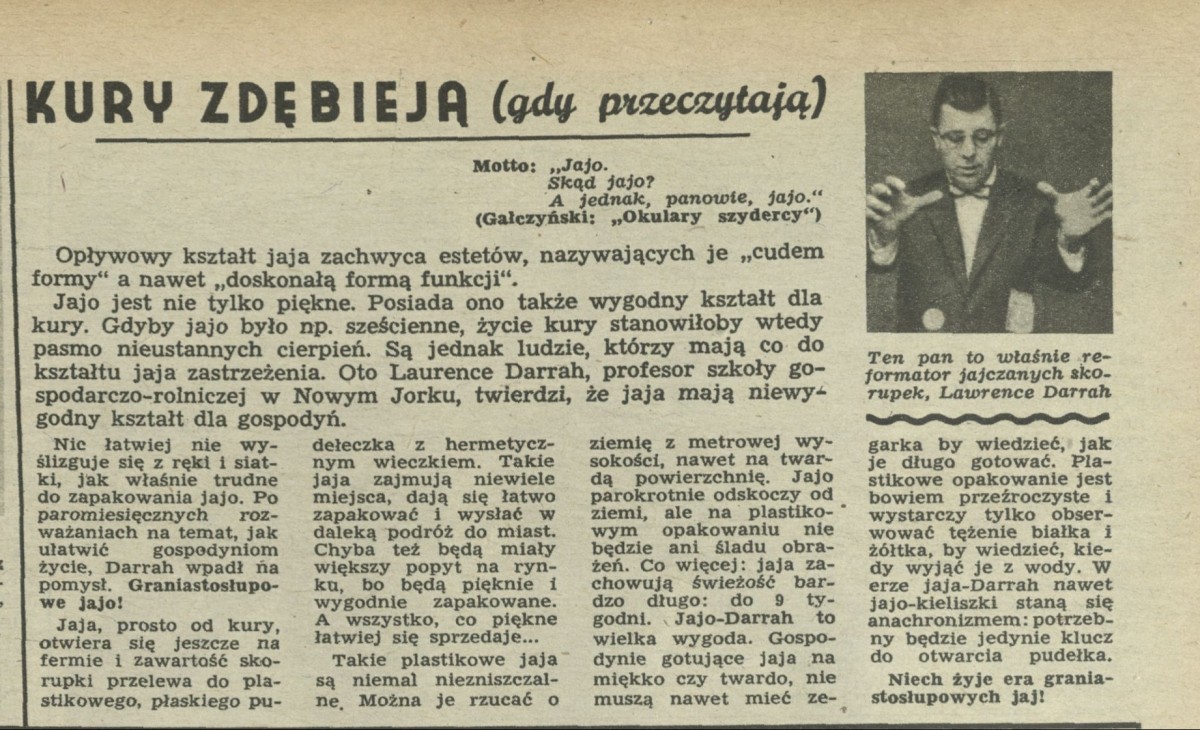 KURY ZDĘBIEJĄ (gdy przeczytają)
Motto: „Jajo.
Skąd jajo?
A jednak, panowie, jajo.“
(Gałczyński: „Okulary szydercy“)
Opływowy kształt jaja zachwyca estetów, nazywających je „cudem
formy“ a nawet „doskonałą formą funkcji“.
Jajo jest nie tylko piękne. Posiada ono także wygodny kształt dla
kury. Gdyby jajo było np. sześcienne, życie kury stanowiłoby wtedy
pasmo nieustannych cierpień. Są jednak ludzie, którzy mają co do
kształtu jaja zastrzeżenia. Oto Laurence Darrah, profesor szkoły go-
spodarczo-rolniczej w Nowym Jorku, twierdzi, że jaja mają niewy-
godny kształt dla gospodyń.
Nic łatwiej nie wy-
ślizguje się z ręki i siat-
ki, jak właśnie trudne
do zapakowania jajo. Po
paromiesięcznych roz-
ważaniach na temat, jak
ułatwić gospodyniom
życie, Darrah wpadł na
pomysł. Graniastosłupo-
we jajo!
Jaja, prosto od kury,
otwiera się jeszcze na
fermie i zawartość sko-
rupki przelewa do pla-
stikowego, płaskiego pu-
dełeczka z hermetycz-
nym wieczkiem. Takie
jaja zajmują niewiele
miejsca, dają się łatwo
zapakować i wysłać w
daleką podróż do miast.
Chyba też będą miały
większy popyt na ryn-
ku, bo będą pięknie i
wygodnie zapakowane.
A wszystko, co piękne
łatwiej się sprzedaje...
Takie plastikowe jaja
są niemal niezniszczal-
ne. Można je rzucać o
ziemię z metrowej wy-
sokości, nawet na twar-
dą powierzchnię. Jajo
parokrotnie odskoczy od
ziemi, ale na plastiko-
wym opakowaniu nie
będzie ani śladu obra-
żeń. Co więcej: jaja za-
chowują świeżość bar-
dzo długo: do 9 ty-
godni. Jajo-Darrah to
wielka wygoda. Gospo-
dynie gotujące jaja na
miękko czy twardo, nie
muszą nawet mieć ze-
Ten pan to właśnie re-
formator jajczanych sko-
rupek, Lawrence Darrah
garka by wiedzieć, jak
je długo gotować. Pla-
stikowe opakowanie jest
bowiem przeźroczyste i
wystarczy tylko obser-
wować tężenie białka i
żółtka, by wiedzieć, kie-
dy wyjąć je z wody. W
erze jaja-Darrah nawet
jajo-kieliszki staną się
anachronizmem: potrzeb-
ny będzie jedynie klucz
do otwarcia pudełka.
Niech żyje era grania-
stosłupowych jaj!